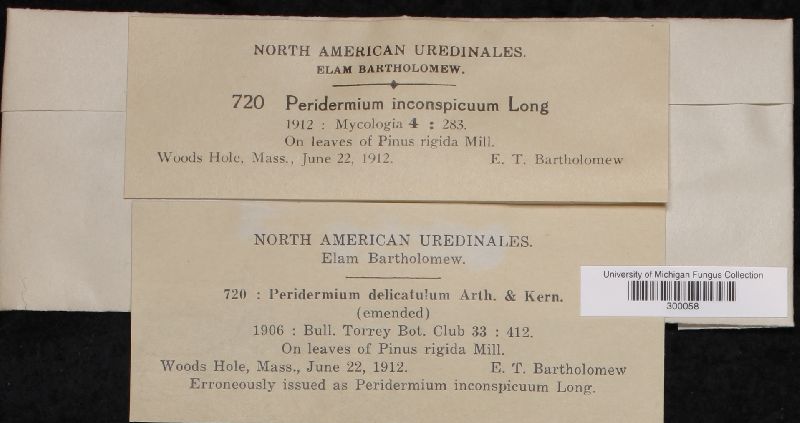 NORTH AMERICAN UREDINALES.
ELAM BARTHOLOMEW.
720 Peridermium inconspicuum Long
1912 : Mycologia 4 : 283.
On leaves of Pinus rigida Mill.
Woods Hole, Mass., June 22, 1912. E. T. Bartholomew
NORTH AMERICAN UREDINALES.
Elam Bartholomew.
720 : Peridermium delicatulum Arth. & Kern.
(emended)
1906 : Bull. Torrey Bot. Club 33 : 412.
On leaves of Pinus rigida Mill.
Woods Hole, Mass., June 22, 1912. E. T. Bartholomew
Erroneously issued as Peridermium inconspicuum Long.
University of Michigan Fungus Collection
300058